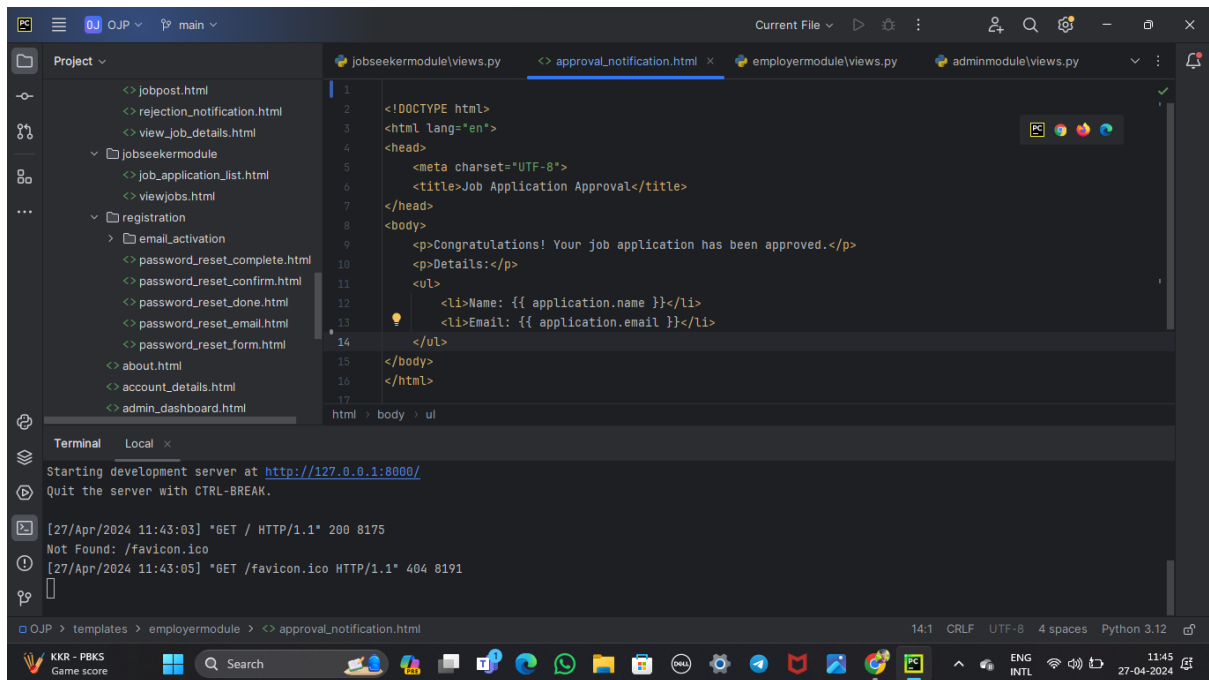 PC
OJ OJP main Current File
Project
jobseekermodule\views.py <> approval_notification.html × employermodule\views.py adminmodule\views.py
<> jobpost.html
<> rejection_notification.html
<> view_job_details.html
jobseekermodule
<> job_application_list.html
<> viewjobs.html
registration
> email_activation
<> password_reset_complete.html
<> password_reset_confirm.html
<> password_reset_done.html
<> password_reset_email.html
<> password_reset_form.html
<> about.html
<> account_details.html
<> admin_dashboard.html
1
2 <!DOCTYPE html>
3 <html lang="en">
4 <head>
5 <meta charset="UTF-8">
6 <title>Job Application Approval</title>
7 </head>
8 <body>
9 <p>Congratulations! Your job application has been approved.</p>
10 <p>Details:</p>
11 <ul>
12 <li>Name: {{ application.name }}</li>
13 <li>Email: {{ application.email }}</li>
14 </ul>
15 </body>
16 </html>
17
PC
html > body > ul
Terminal Local ×
Starting development server at http://127.0.0.1:8000/
Quit the server with CTRL-BREAK.
[27/Apr/2024 11:43:03] "GET / HTTP/1.1" 200 8175
Not Found: /favicon.ico
[27/Apr/2024 11:43:05] "GET /favicon.ico HTTP/1.1" 404 8191
OJP > templates > employermodule > <> approval_notification.html 14:1 CRLF UTF-8 4 spaces Python 3.12
KKR - PBKS
Game score
Search
PRE
DELL
PC
ENG
INTL
11:45
27-04-2024